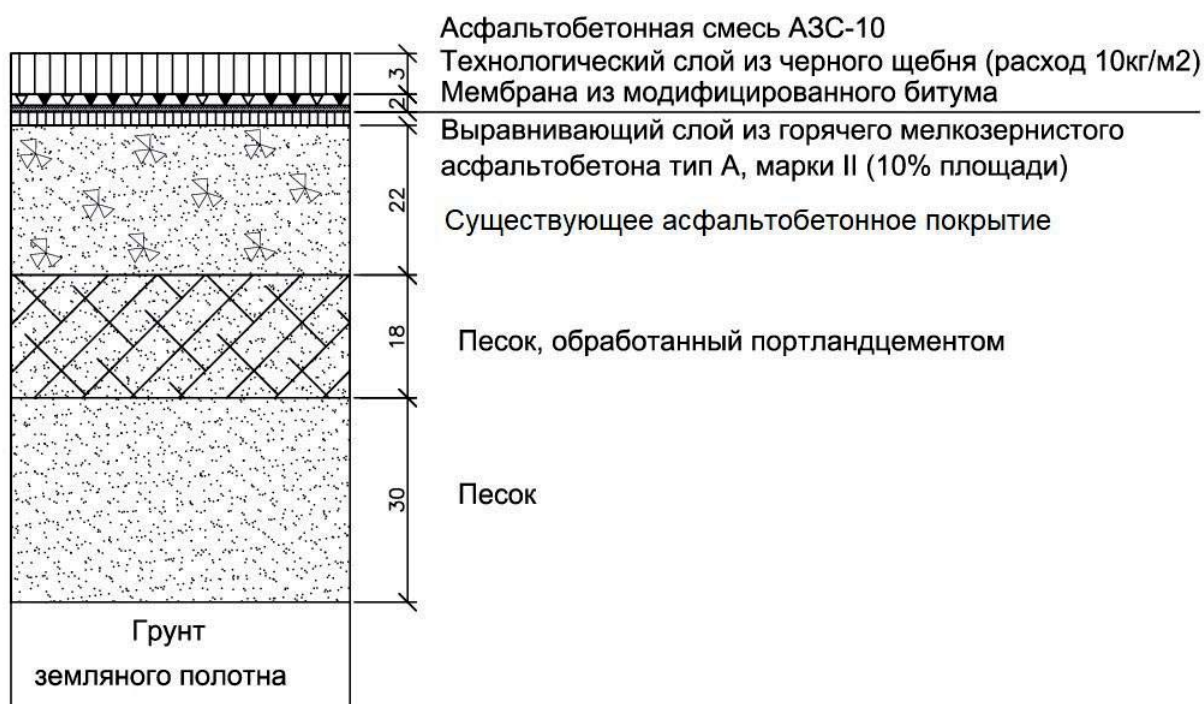 Асфальтобетонная смесь АЗС-10
Технологический слой из черного щебня (расход 10кг/м2)
Мембрана из модифицированного битума
Выравнивающий слой из горячего мелкозернистого
асфальтобетона тип А, марки II (10% площади)
Существующее асфальтобетонное покрытие
Песок, обработанный портландцементом
Песок
3
2
22
18
30
Грунт
земляного полотна